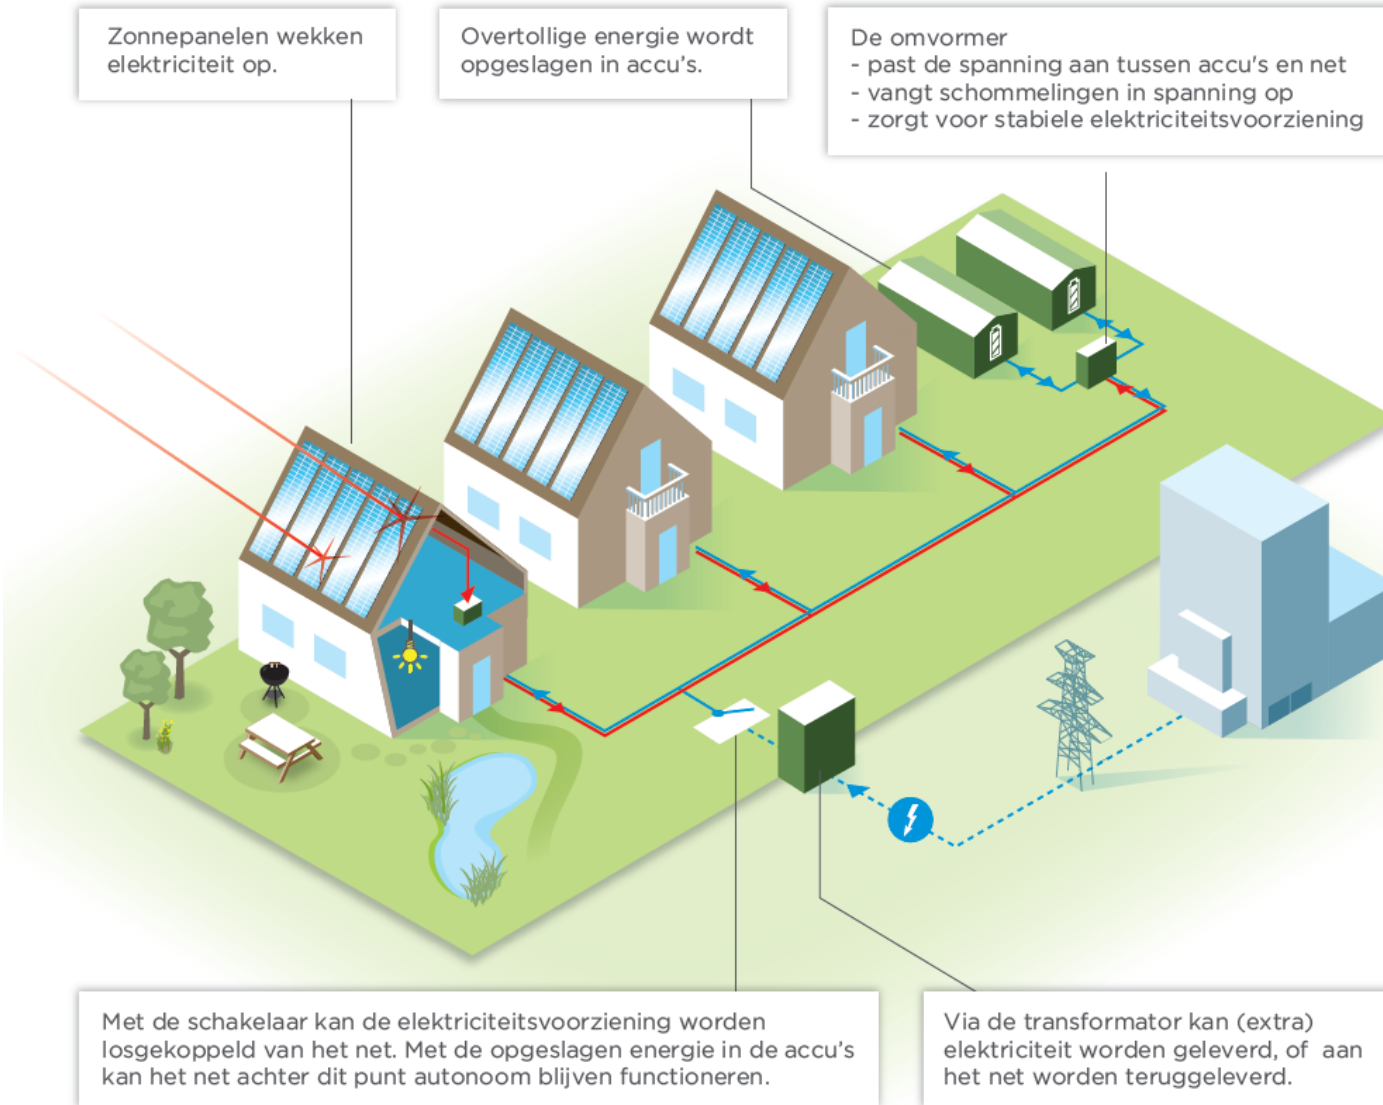 Zonnepanelen wekken
elektriciteit op.
Overtollige energie wordt
opgeslagen in accu's.
De omvormer
- past de spanning aan tussen accu's en net
- vangt schommelingen in spanning op
- zorgt voor stabiele elektriciteitsvoorziening
Met de schakelaar kan de elektriciteitsvoorziening worden
losgekoppeld van het net. Met de opgeslagen energie in de accu's
kan het net achter dit punt autonoom blijven functioneren.
Via de transformator kan (extra)
elektriciteit worden geleverd, of  aan
het net worden teruggeleverd.